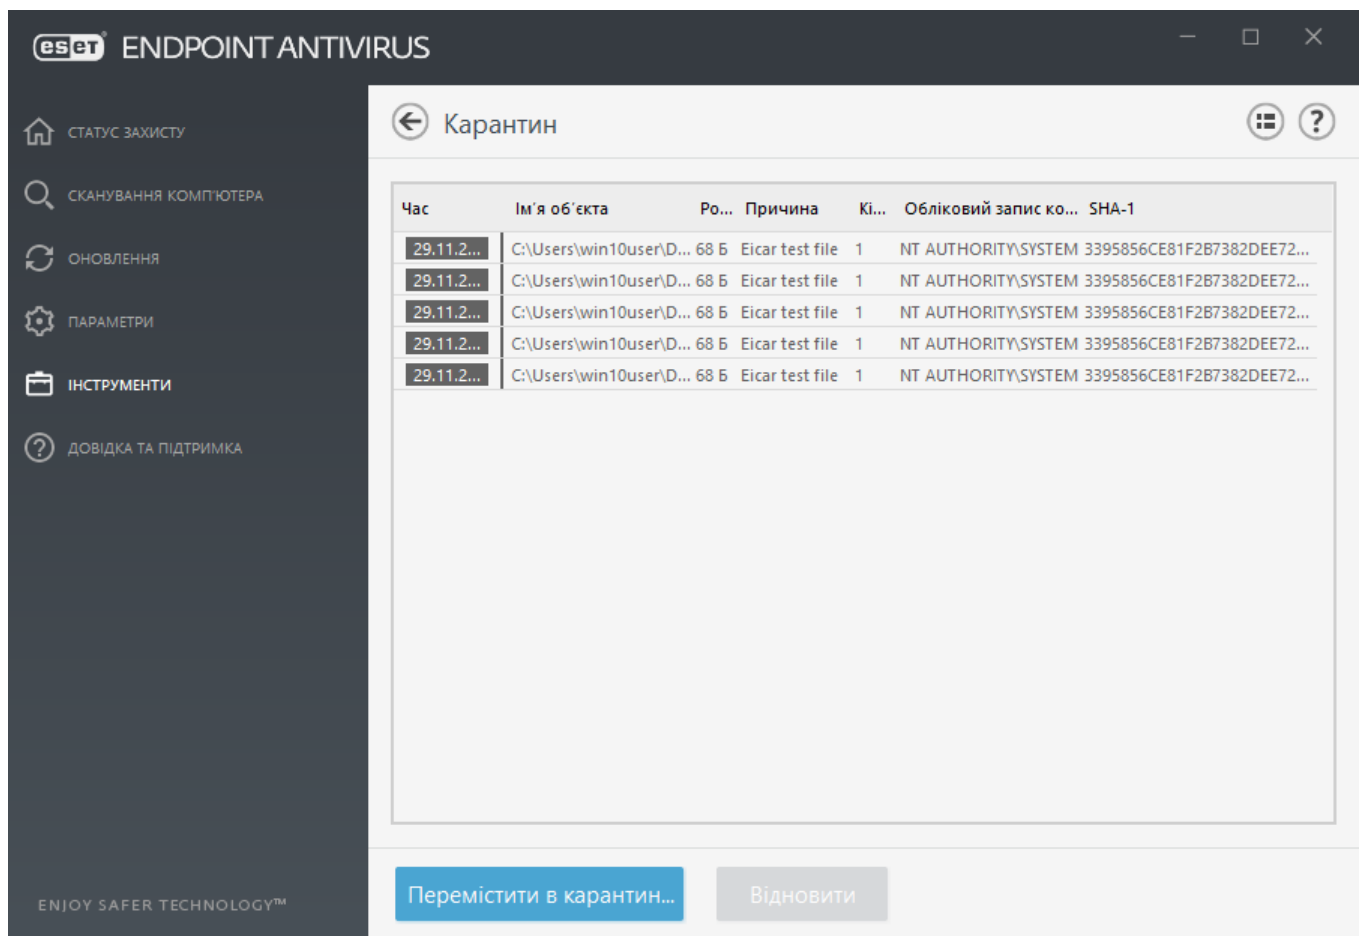 eset ENDPOINT ANTIVIRUS
СТАТУС ЗАХИСТУ
СКАНУВАННЯ КОМП'ЮТЕРА
ОНОВЛЕННЯ
ПАРАМЕТРИ
ІНСТРУМЕНТИ
ДОВІДКА ТА ПІДТРИМКА
ENJOY SAFER TECHNOLOGY™
Карантин
Час Ім'я об'єкта Ро... Причина Кі... Обліковий запис ко... SHA-1
29.11.2... C:\Users\win10user\D... 68 Б Eicar test file 1 NT AUTHORITY\SYSTEM 3395856CE81F2B7382DEE72...
29.11.2... C:\Users\win10user\D... 68 Б Eicar test file 1 NT AUTHORITY\SYSTEM 3395856CE81F2B7382DEE72...
29.11.2... C:\Users\win10user\D... 68 Б Eicar test file 1 NT AUTHORITY\SYSTEM 3395856CE81F2B7382DEE72...
29.11.2... C:\Users\win10user\D... 68 Б Eicar test file 1 NT AUTHORITY\SYSTEM 3395856CE81F2B7382DEE72...
29.11.2... C:\Users\win10user\D... 68 Б Eicar test file 1 NT AUTHORITY\SYSTEM 3395856CE81F2B7382DEE72...
Перемістити в карантин... Відновити